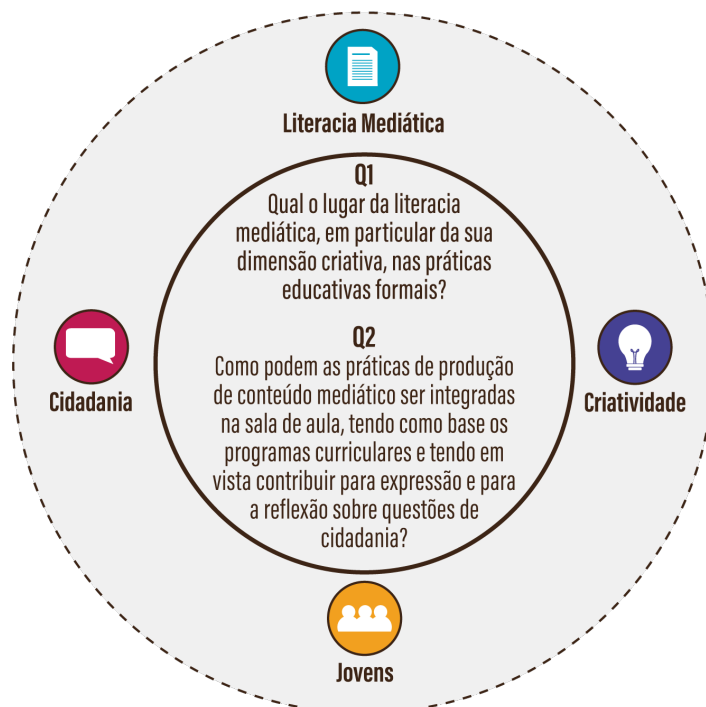 Literacia Mediática
Q1
Qual o lugar da literacia
mediática, em particular da sua
dimensão criativa, nas práticas
educativas formais?
Q2
Como podem as práticas de produção
de conteúdo mediático ser integradas
na sala de aula, tendo como base os
programas curriculares e tendo em
vista contribuir para expressão e para
a reflexão sobre questões de
cidadania?
Cidadania
Criatividade
Jovens